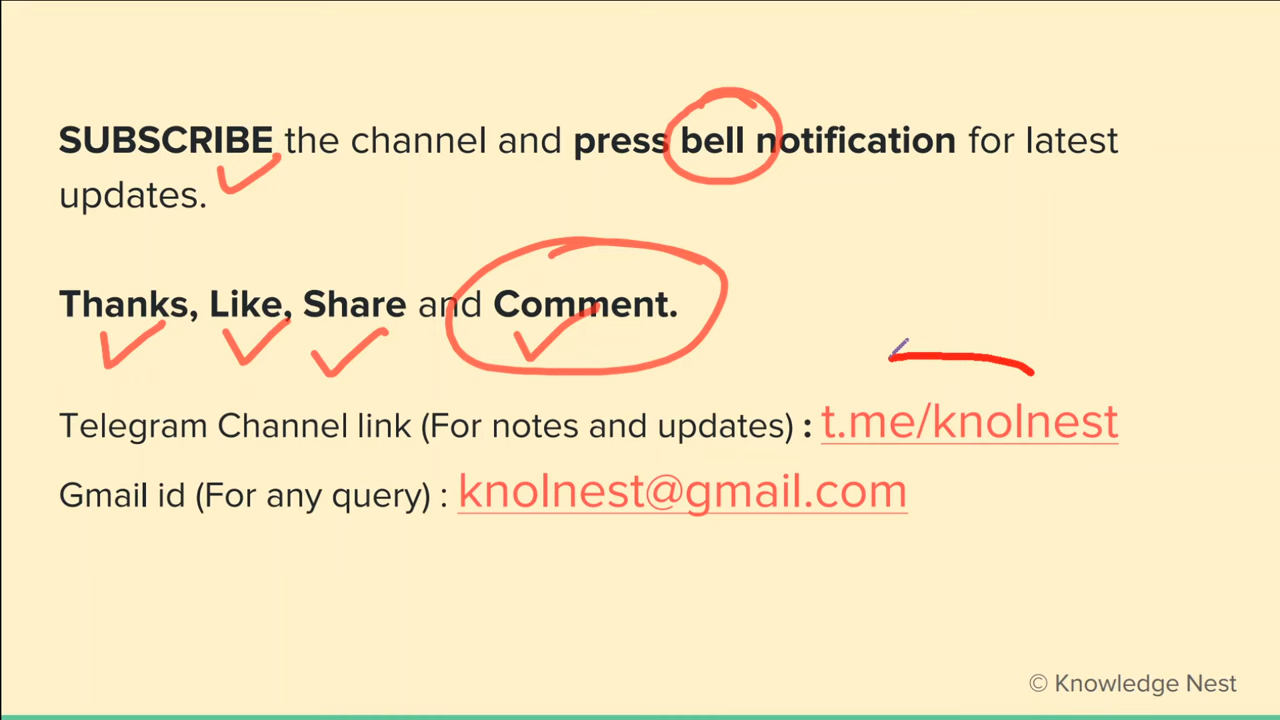 SUBSCRIBE the channel and press bell notification for latest
updates.
Thanks, Like, Share and Comment.
Telegram Channel link (For notes and updates) : t.me/knolnest
Gmail id (For any query) : knolnest@gmail.com
© Knowledge Nest